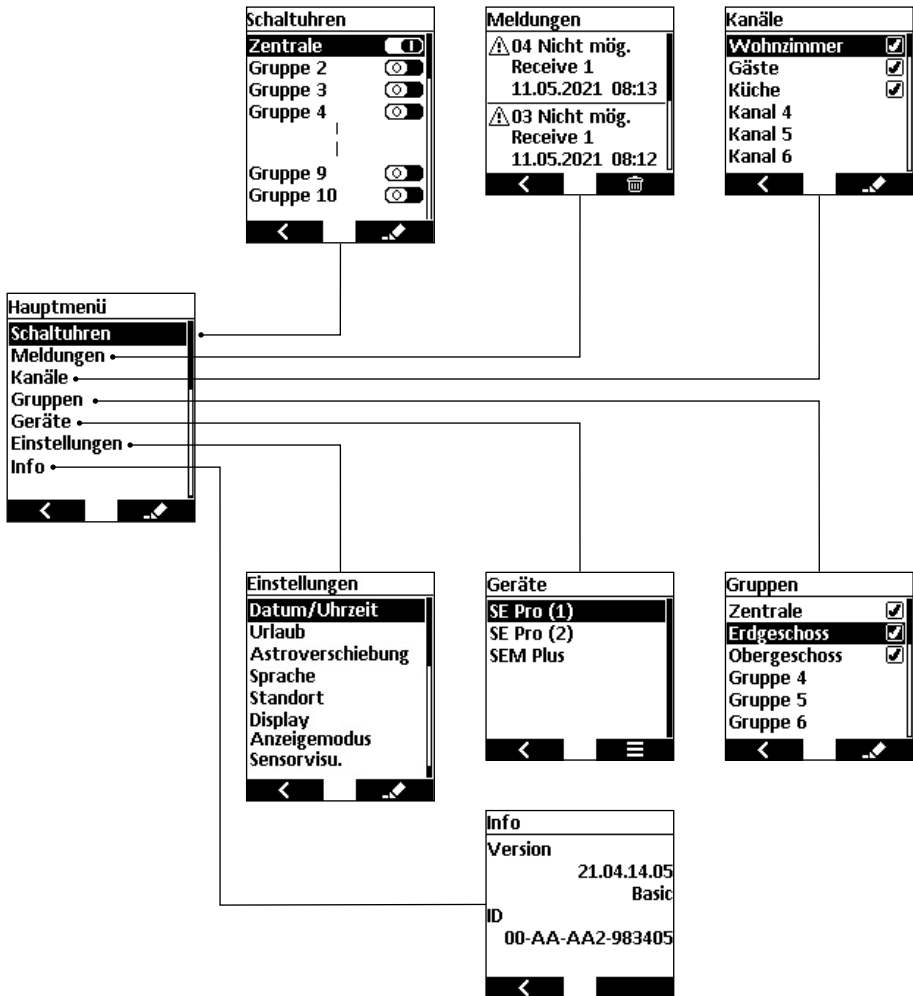 Schaltuhren
Zentrale
Gruppe 2
Gruppe 3
Gruppe 4
Gruppe 9
Gruppe 10
Meldungen
04 Nicht mög.
Receive 1
11.05.2021 08:13
03 Nicht mög.
Receive 1
11.05.2021 08:12
Kanäle
Wohnzimmer
Gäste
Küche
Kanal 4
Kanal 5
Kanal 6
Hauptmenü
Schaltuhren
Meldungen
Kanäle
Gruppen
Geräte
Einstellungen
Info
Einstellungen
Datum/Uhrzeit
Urlaub
Astroverschiebung
Sprache
Standort
Display
Anzeigemodus
Sensorvisu.
Geräte
SE Pro (1)
SE Pro (2)
SEM Plus
Gruppen
Zentrale
Erdgeschoss
Obergeschoss
Gruppe 4
Gruppe 5
Gruppe 6
Info
Version
21.04.14.05
Basic
ID
00-AA-AA2-983405